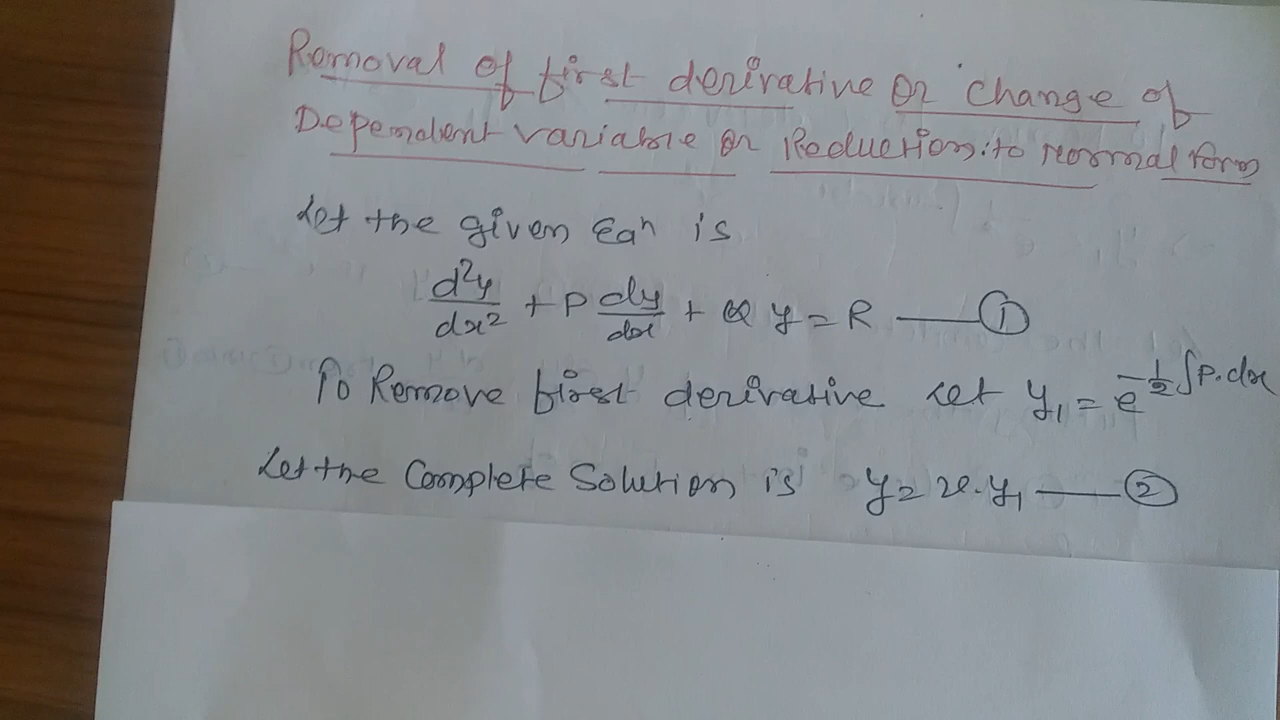 Removal of first derivative or change of
Dependent variable or Reduction to normal form
Let the given Eqn is
d²y/dx² + P dy/dx + Q y = R —— ①
To Remove first derivative Let y₁ = e^(-1/2 ∫P.dx)
Let the Complete Solution is y = v.y₁ —— ②